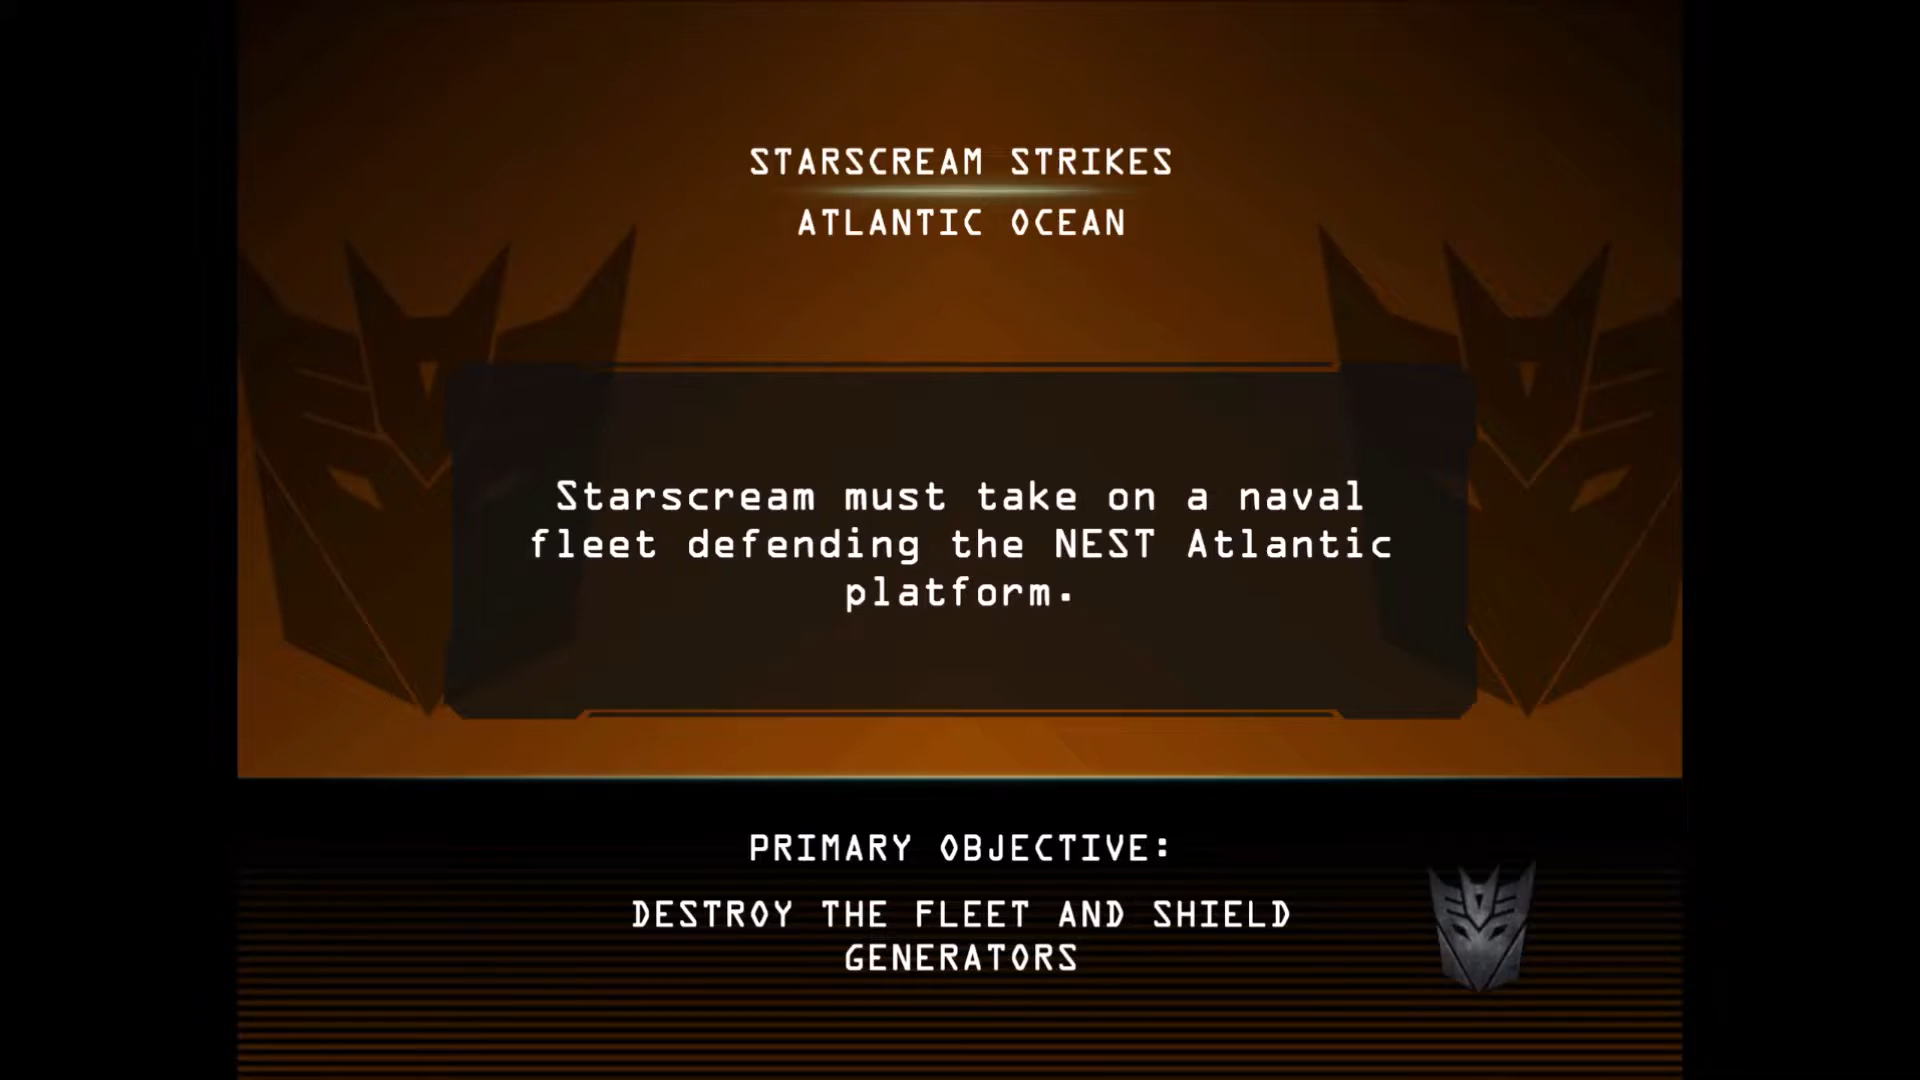 STARSCREAM STRIKES
ATLANTIC OCEAN
Starscream must take on a naval
fleet defending the NEST Atlantic
platform.
PRIMARY OBJECTIVE:
DESTROY THE FLEET AND SHIELD
GENERATORS